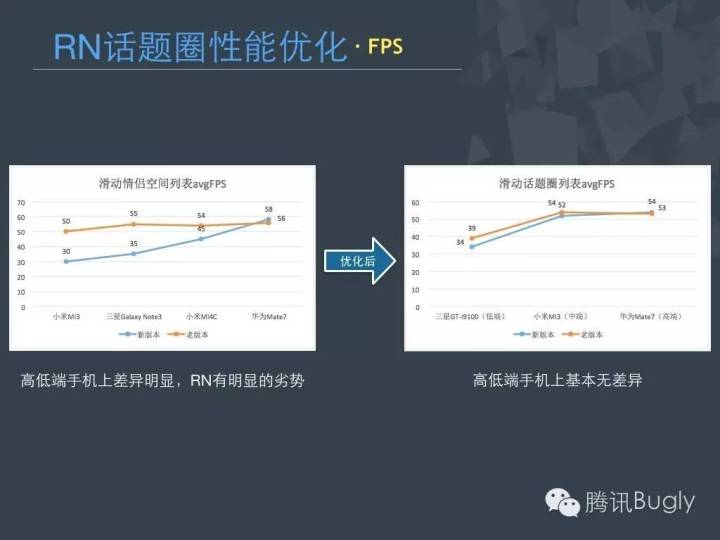 RN话题圈性能优化 · FPS
滑动情侣空间列表avgFPS
70
60
50
40
30
20
10
0
50
55
54
58
56
30
35
45
小米MI3
三星Galaxy Note3
小米MI4C
华为Mate7
新版本 老版本
优化后
滑动话题圈列表avgFPS
60
50
40
30
20
10
0
39
34
54
52
54
53
三星GT-I9100（低端）
小米MI3（中端）
华为Mate7（高端）
新版本 老版本
高低端手机上差异明显，RN有明显的劣势
高低端手机上基本无差异
腾讯Bugly